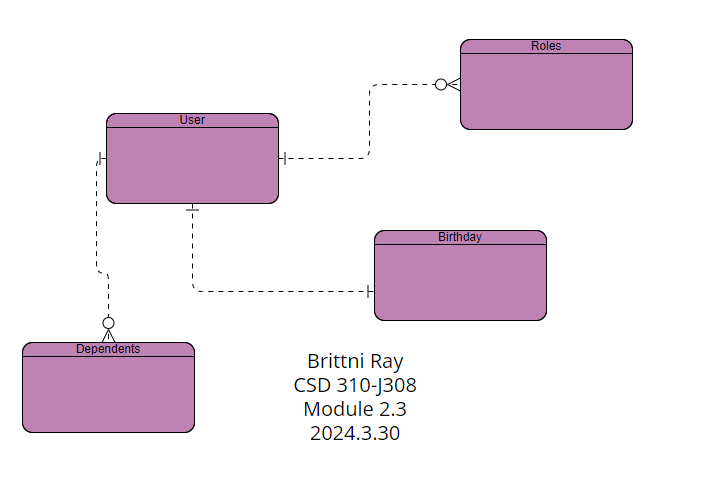 Roles
User
Birthday
Dependents
Brittni Ray
CSD 310-J308
Module 2.3
2024.3.30